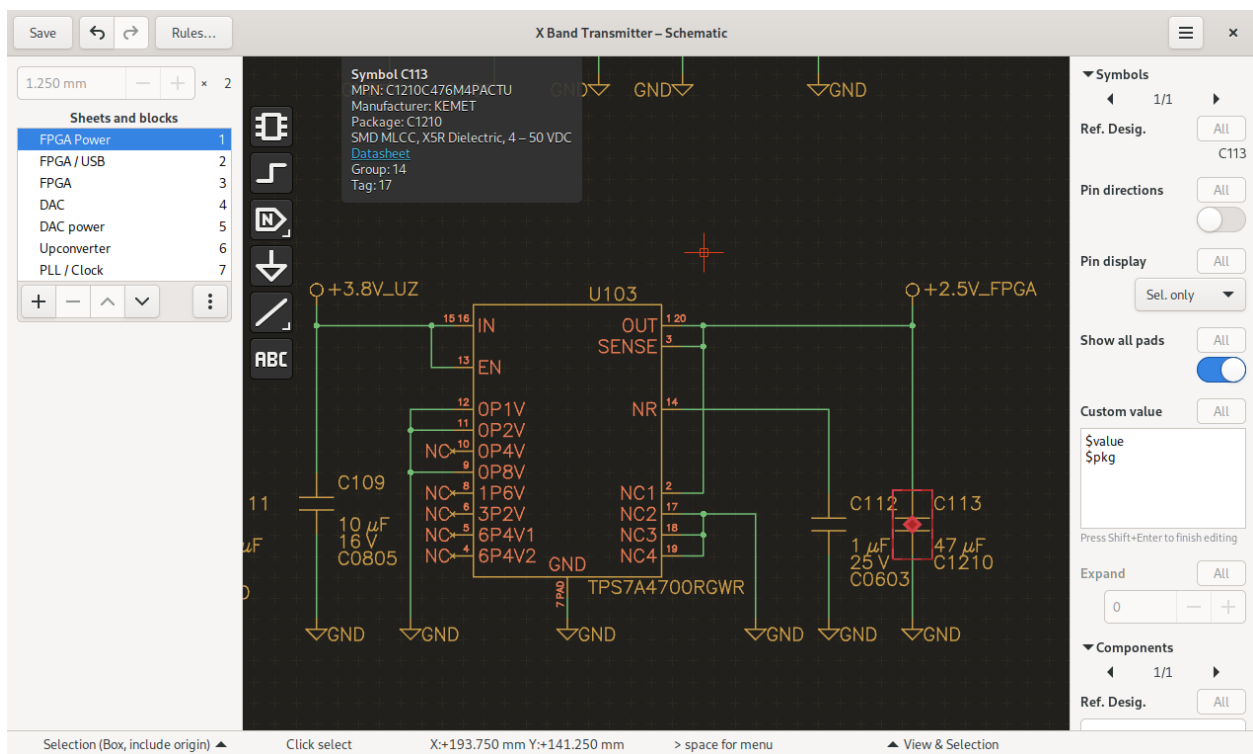 Save
Rules...
X Band Transmitter – Schematic
1.250 mm
× 2
Sheets and blocks
FPGA Power 1
FPGA / USB 2
FPGA 3
DAC 4
DAC power 5
Upconverter 6
PLL / Clock 7
ABC
N
Symbol C113
MPN: C1210C476M4PACTU
Manufacturer: KEMET
Package: C1210
SMD MLCC, X5R Dielectric, 4 – 50 VDC
Datasheet
Group: 14
Tag: 17
GND
GND
GND
+3.8V_UZ
U103
+2.5V_FPGA
15 16 IN
OUT 1 20
SENSE 3
13 EN
12 0P1V
NR 14
11 0P2V
NC 10 0P4V
9 0P8V
NC 8 1P6V
NC1 2
NC 6 3P2V
NC2 17
NC 5 6P4V1
NC3 18
NC 4 6P4V2
NC4 19
GND
7 PAD
TPS7A4700RGWR
11
µF
C109
10 µF
16 V
C0805
C112
1 µF
25 V
C0603
C113
47 µF
C1210
GND
GND
GND
GND
GND
GND
Symbols
1/1
Ref. Desig.
All
C113
Pin directions
All
Pin display
All
Sel. only
Show all pads
All
Custom value
All
$value
$pkg
Press Shift+Enter to finish editing
Expand
All
0
Components
1/1
Ref. Desig.
All
Selection (Box, include origin)
Click select
X:+193.750 mm Y:+141.250 mm
> space for menu
View & Selection